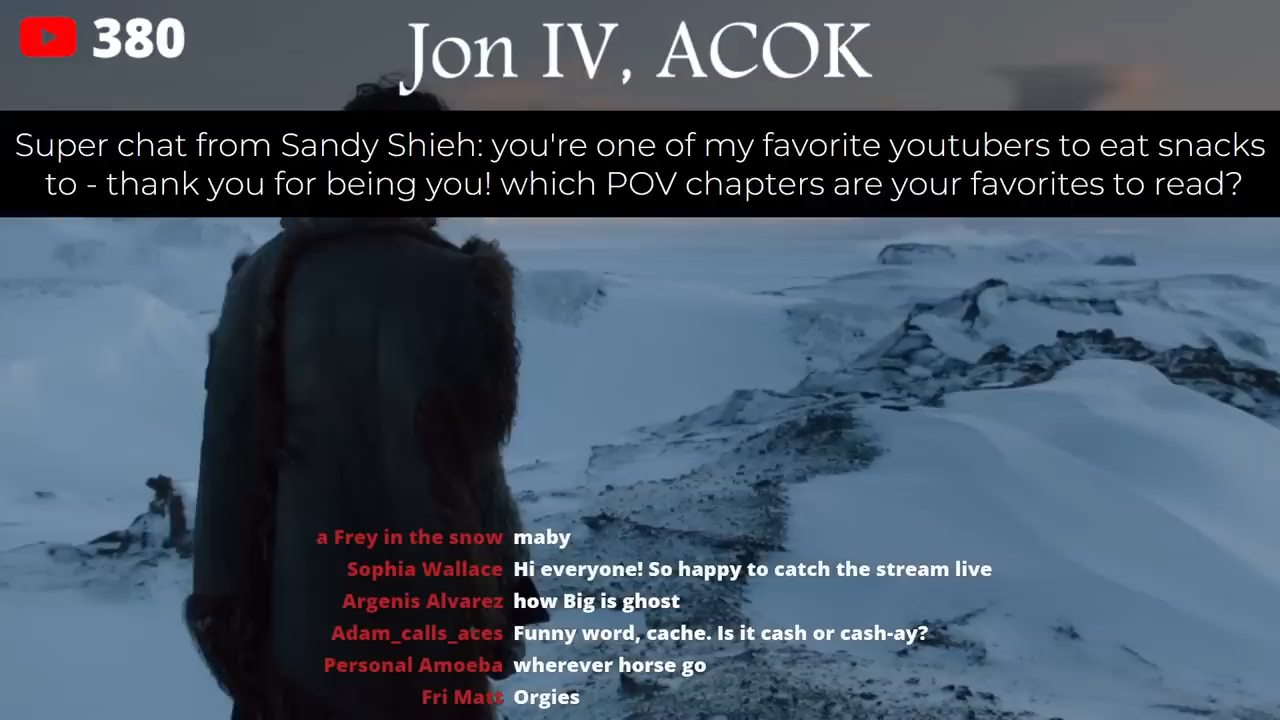 380
Jon IV, ACOK
Super chat from Sandy Shieh: you're one of my favorite youtubers to eat snacks
to - thank you for being you! which POV chapters are your favorites to read?
a Frey in the snow maby
Sophia Wallace Hi everyone! So happy to catch the stream live
Argenis Alvarez how Big is ghost
Adam_calls_aces Funny word, cache. Is it cash or cash-ay?
Personal Amoeba wherever horse go
Fri Matt Orgies